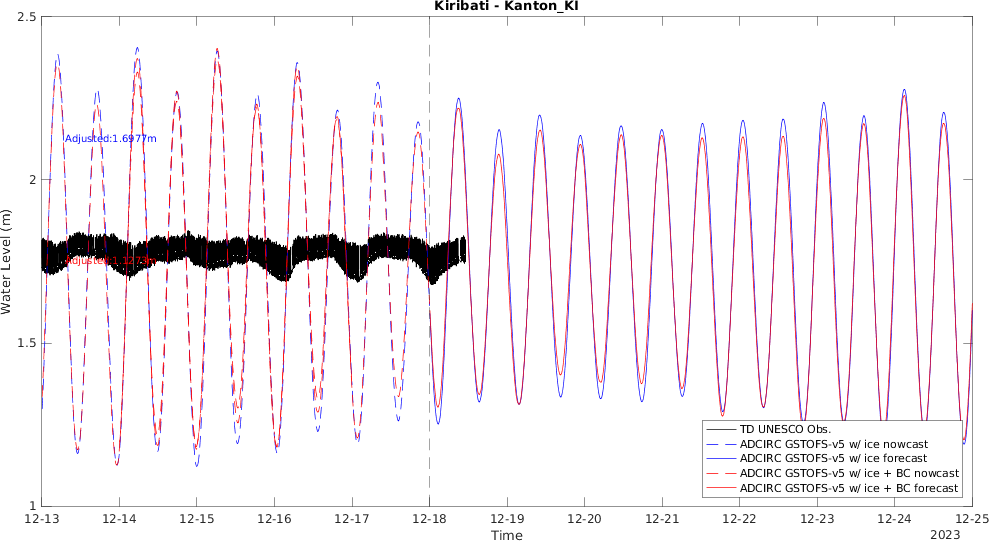 Kiribati - Kanton_KI
Water Level (m)
2.5
2
1.5
1
Adjusted:1.6977m
12-13
12-14
12-15
12-16
12-17
12-18
12-19
12-20
12-21
12-22
12-23
12-24
12-25
Time
2023
TD UNESCO Obs.
ADCIRC GSTOFS-v5 w/ ice nowcast
ADCIRC GSTOFS-v5 w/ ice forecast
ADCIRC GSTOFS-v5 w/ ice + BC nowcast
ADCIRC GSTOFS-v5 w/ ice + BC forecast